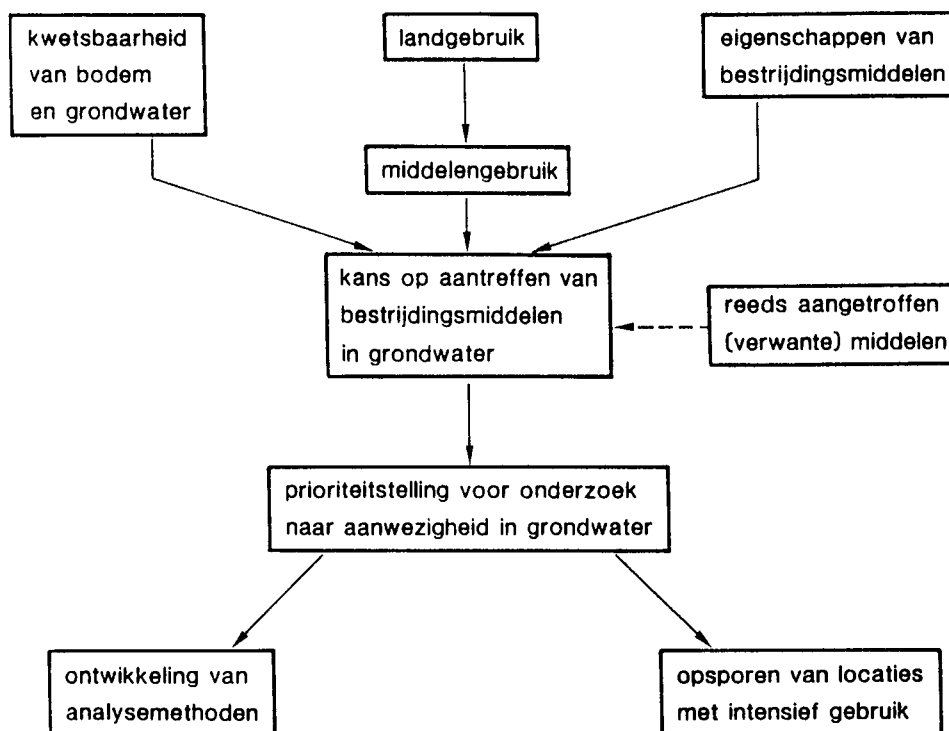 kwetsbaarheid
van bodem
en grondwater
landgebruik
eigenschappen van
bestrijdingsmiddelen
middelengebruik
kans op aantreffen van
bestrijdingsmiddelen
in grondwater
reeds aangetroffen
(verwante) middelen
prioriteitstelling voor onderzoek
naar aanwezigheid in grondwater
ontwikkeling van
analysemethoden
opsporen van locaties
met intensief gebruik